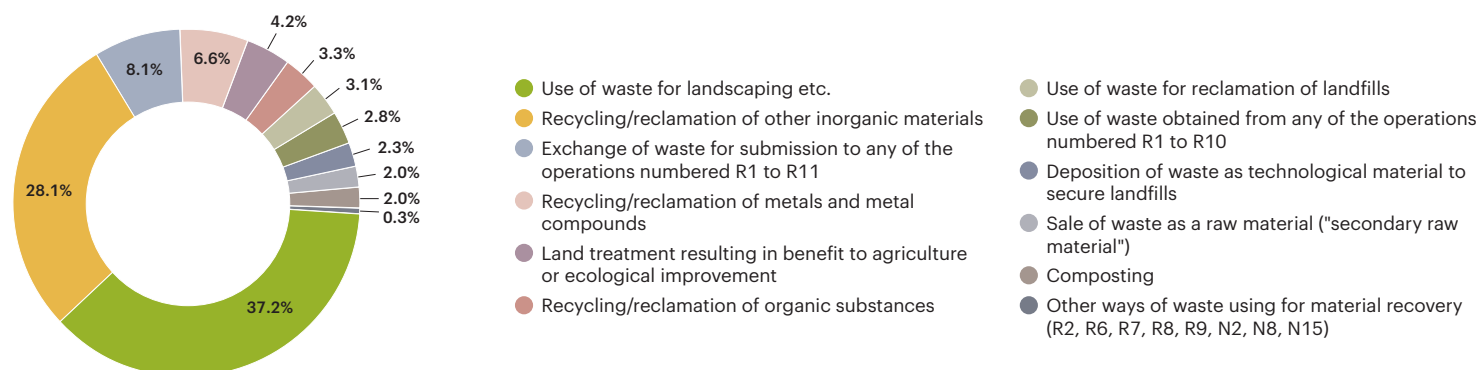 4.2%
6.6%
3.3%
8.1%
3.1%
2.8%
2.3%
2.0%
28.1%
2.0%
0.3%
37.2%
Use of waste for landscaping etc.
Recycling/reclamation of other inorganic materials
Exchange of waste for submission to any of the
operations numbered R1 to R11
Recycling/reclamation of metals and metal
compounds
Land treatment resulting in benefit to agriculture
or ecological improvement
Recycling/reclamation of organic substances
Use of waste for reclamation of landfills
Use of waste obtained from any of the operations
numbered R1 to R10
Deposition of waste as technological material to
secure landfills
Sale of waste as a raw material ("secondary raw
material")
Composting
Other ways of waste using for material recovery
(R2, R6, R7, R8, R9, N2, N8, N15)